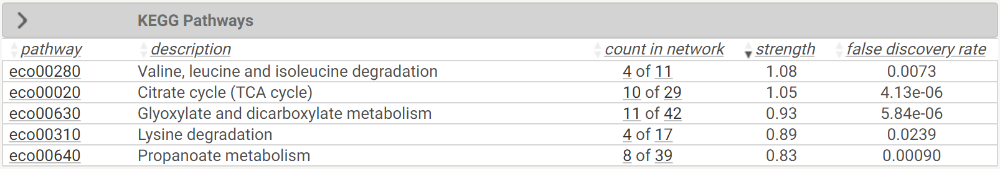 KEGG Pathways
pathway description count in network strength false discovery rate
eco00280 Valine, leucine and isoleucine degradation 4 of 11 1.08 0.0073
eco00020 Citrate cycle (TCA cycle) 10 of 29 1.05 4.13e-06
eco00630 Glyoxylate and dicarboxylate metabolism 11 of 42 0.93 5.84e-06
eco00310 Lysine degradation 4 of 17 0.89 0.0239
eco00640 Propanoate metabolism 8 of 39 0.83 0.00090